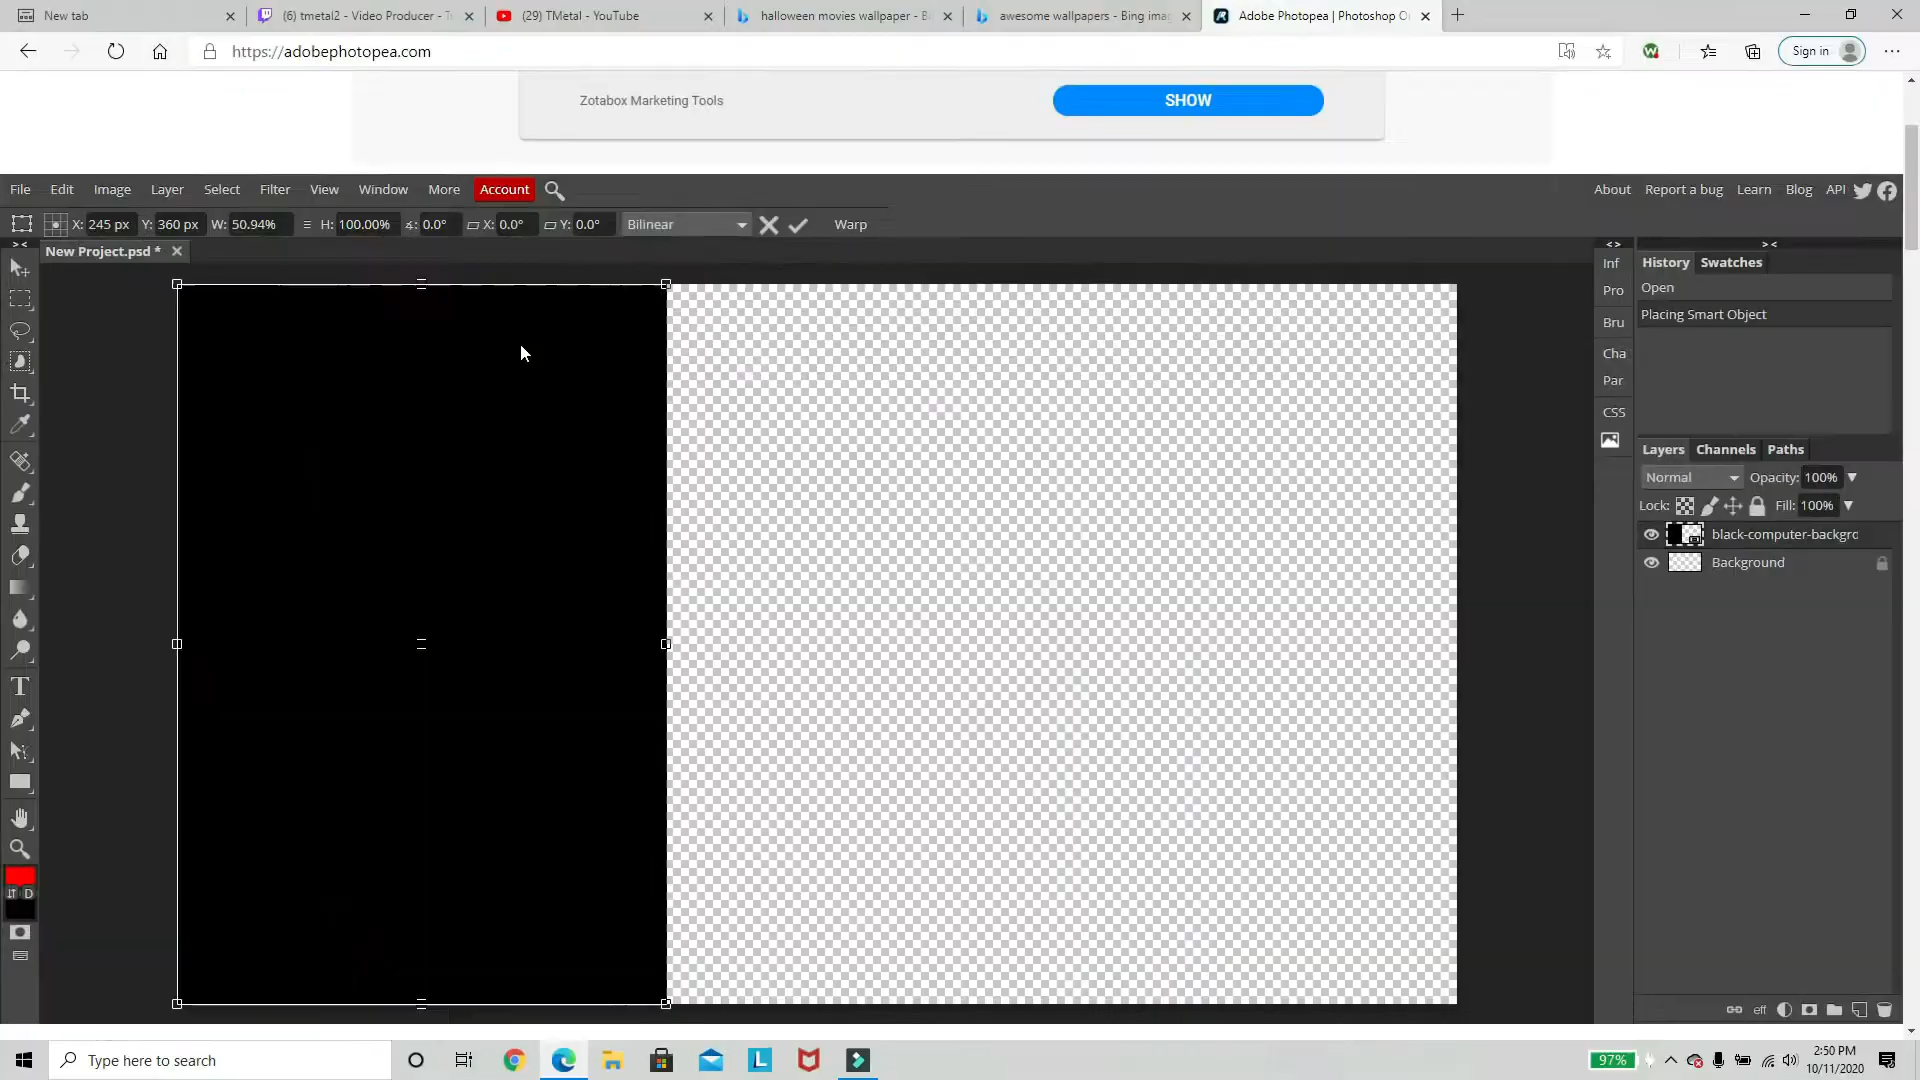 New tab
(6) tmetal2 - Video Producer - T
(29) TMetal - YouTube
halloween movies wallpaper - B
awesome wallpapers - Bing imag
Adobe Photopea | Photoshop O
https://adobephotopea.com
Sign in
Zotabox Marketing Tools
SHOW
File Edit Image Layer Select Filter View Window More Account
About Report a bug Learn Blog API
X: 245 px Y: 360 px W: 50.94% H: 100.00% 0.0° X: 0.0° Y: 0.0° Bilinear Warp
New Project.psd *
> <
< >
> <
Inf
Pro
Bru
Cha
Par
CSS
History Swatches
Open
Placing Smart Object
Layers Channels Paths
Normal Opacity: 100%
Lock: Fill: 100%
black-computer-backgro
Background
T
D
eff
Type here to search
L
97%
2:50 PM
10/11/2020